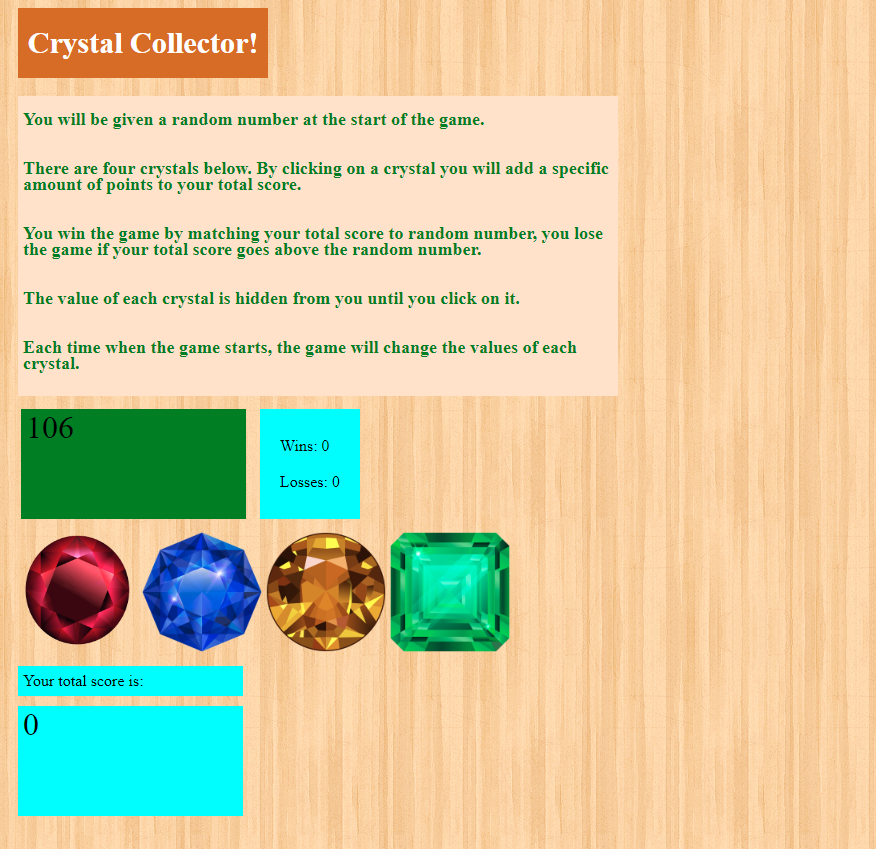 Crystal Collector!
You will be given a random number at the start of the game.
There are four crystals below. By clicking on a crystal you will add a specific
amount of points to your total score.
You win the game by matching your total score to random number, you lose
the game if your total score goes above the random number.
The value of each crystal is hidden from you until you click on it.
Each time when the game starts, the game will change the values of each
crystal.
106
Wins: 0
Losses: 0
Your total score is:
0